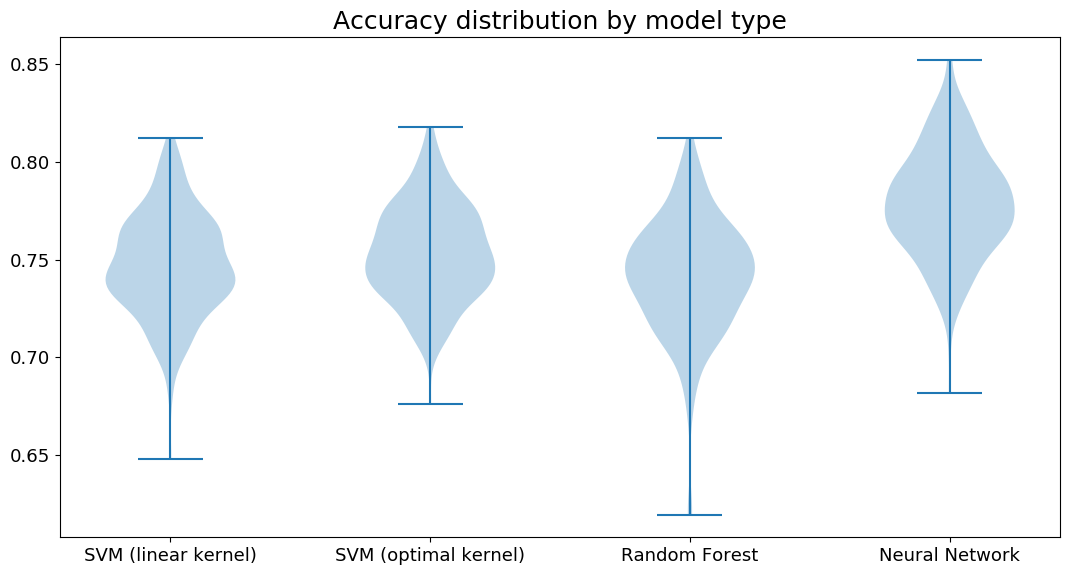 Accuracy distribution by model type
0.85
0.80
0.75
0.70
0.65
SVM (linear kernel) SVM (optimal kernel) Random Forest Neural Network